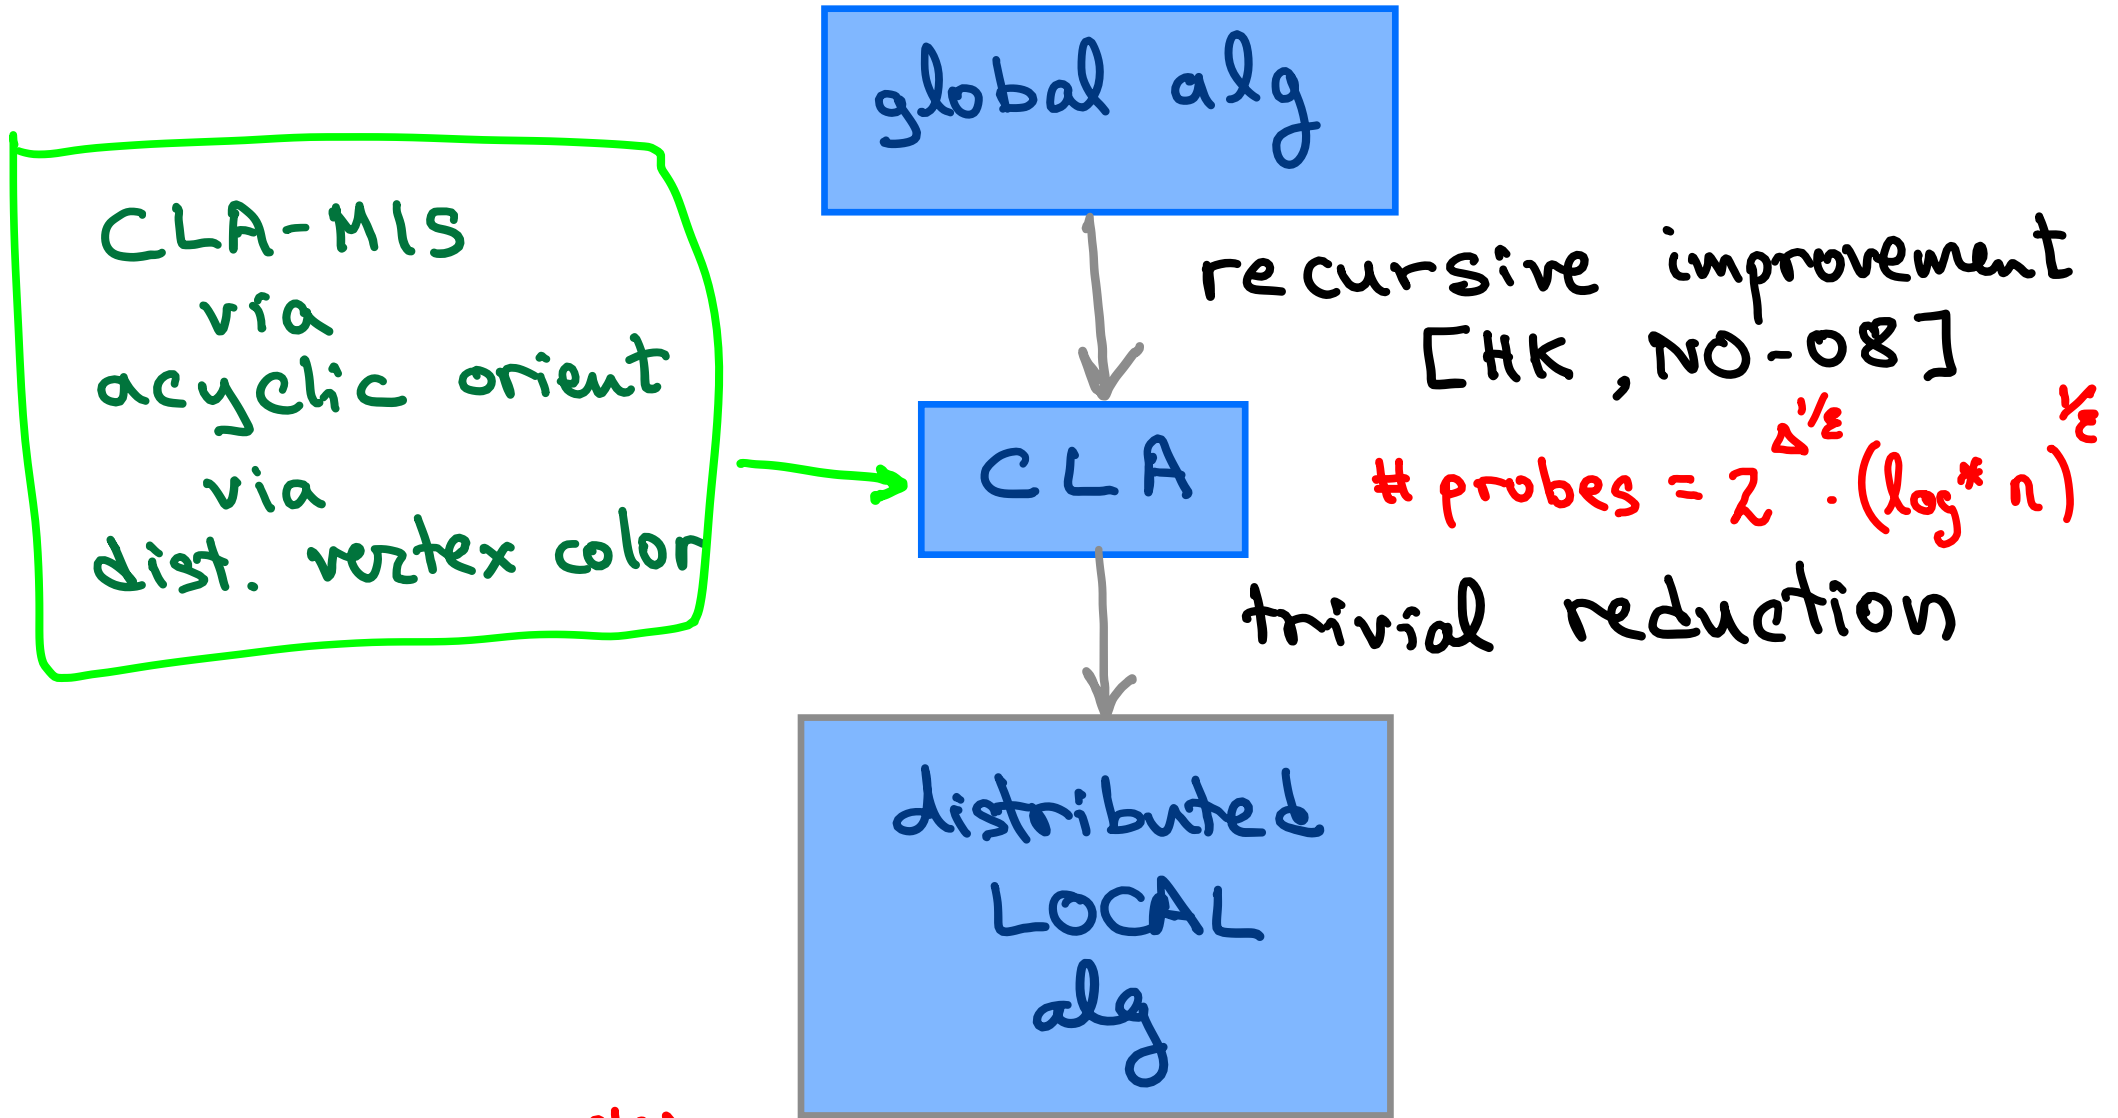 global alg
CLA-MIS
via
acyclic orient
via
dist. vertex color
recursive improvement
[HK, NO-08]
# probes = 2^{Δ^{1/ε}} · (log* n)^{1/ε}
CLA
trivial reduction
distributed
LOCAL
alg